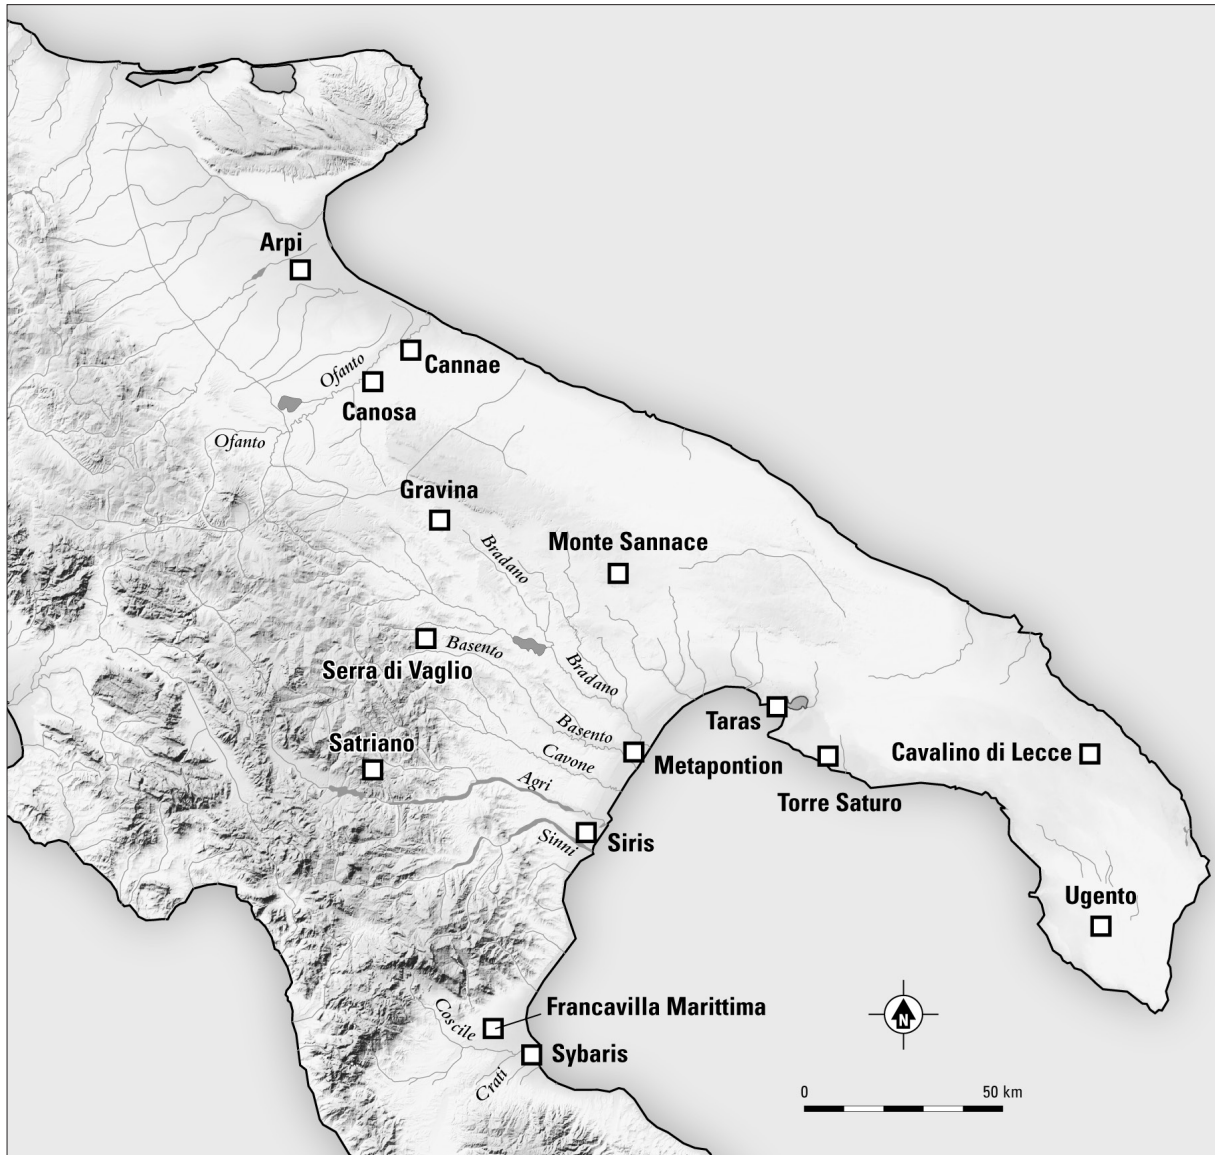 Arpi
Ofanto
Cannae
Canosa
Ofanto
Gravina
Bradano
Monte Sannace
Basento
Serra di Vaglio
Bradano
Taras
Basento
Satriano
Cavone
Metapontion
Cavalino di Lecce
Agri
Torre Saturo
Sinni
Siris
Ugento
Francavilla Marittima
Coscile
N
Sybaris
Crati
0 50 km